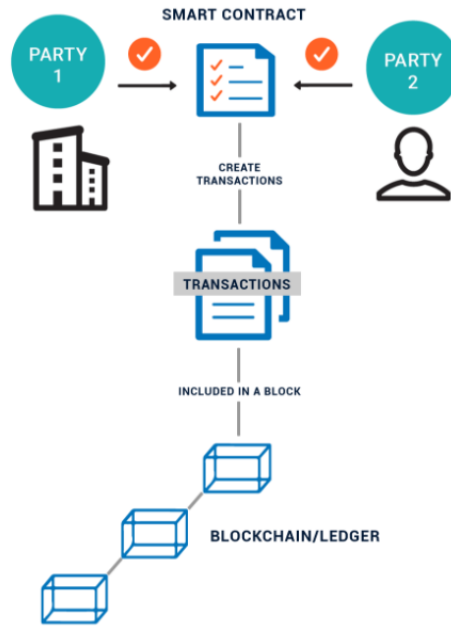 SMART CONTRACT
PARTY
1
PARTY
2
CREATE
TRANSACTIONS
TRANSACTIONS
INCLUDED IN A BLOCK
BLOCKCHAIN/LEDGER